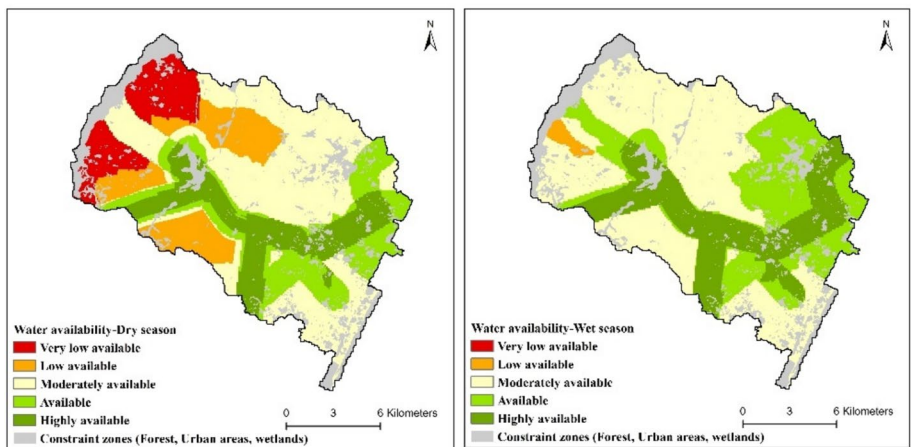 N
Water availability-Dry season
Very low available
Low available
Moderately available
Available
Highly available
Constraint zones (Forest, Urban areas, wetlands)
0 3 6 Kilometers
N
Water availability-Wet season
Very low available
Low available
Moderately available
Available
Highly available
Constraint zones (Forest, Urban areas, wetlands)
0 3 6 Kilometers